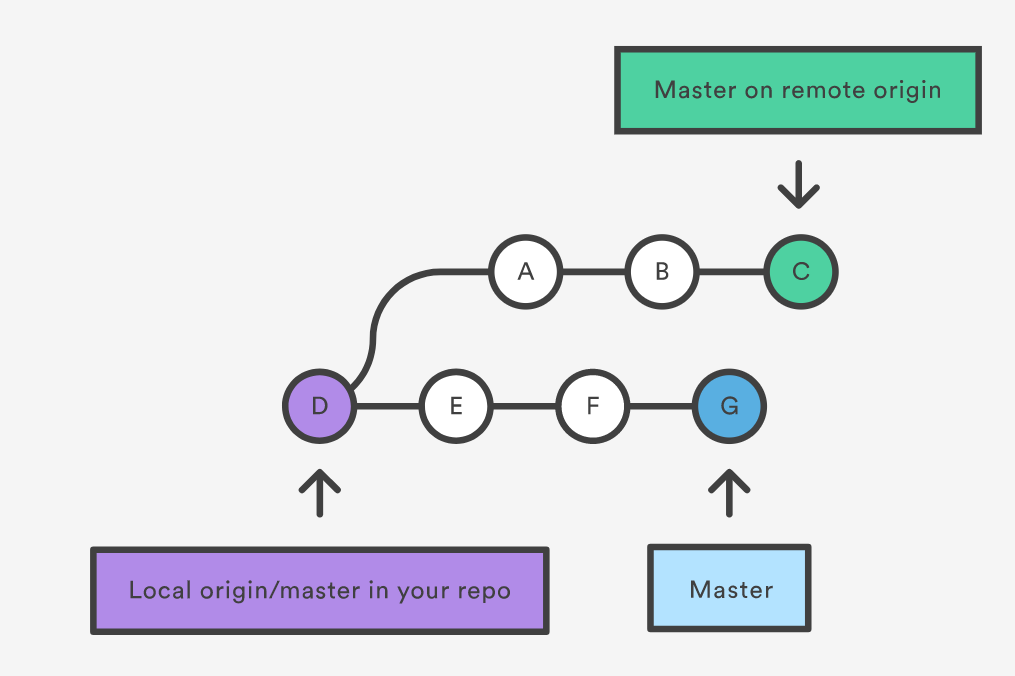 Master on remote origin
A B C
D E F G
Local origin/master in your repo
Master